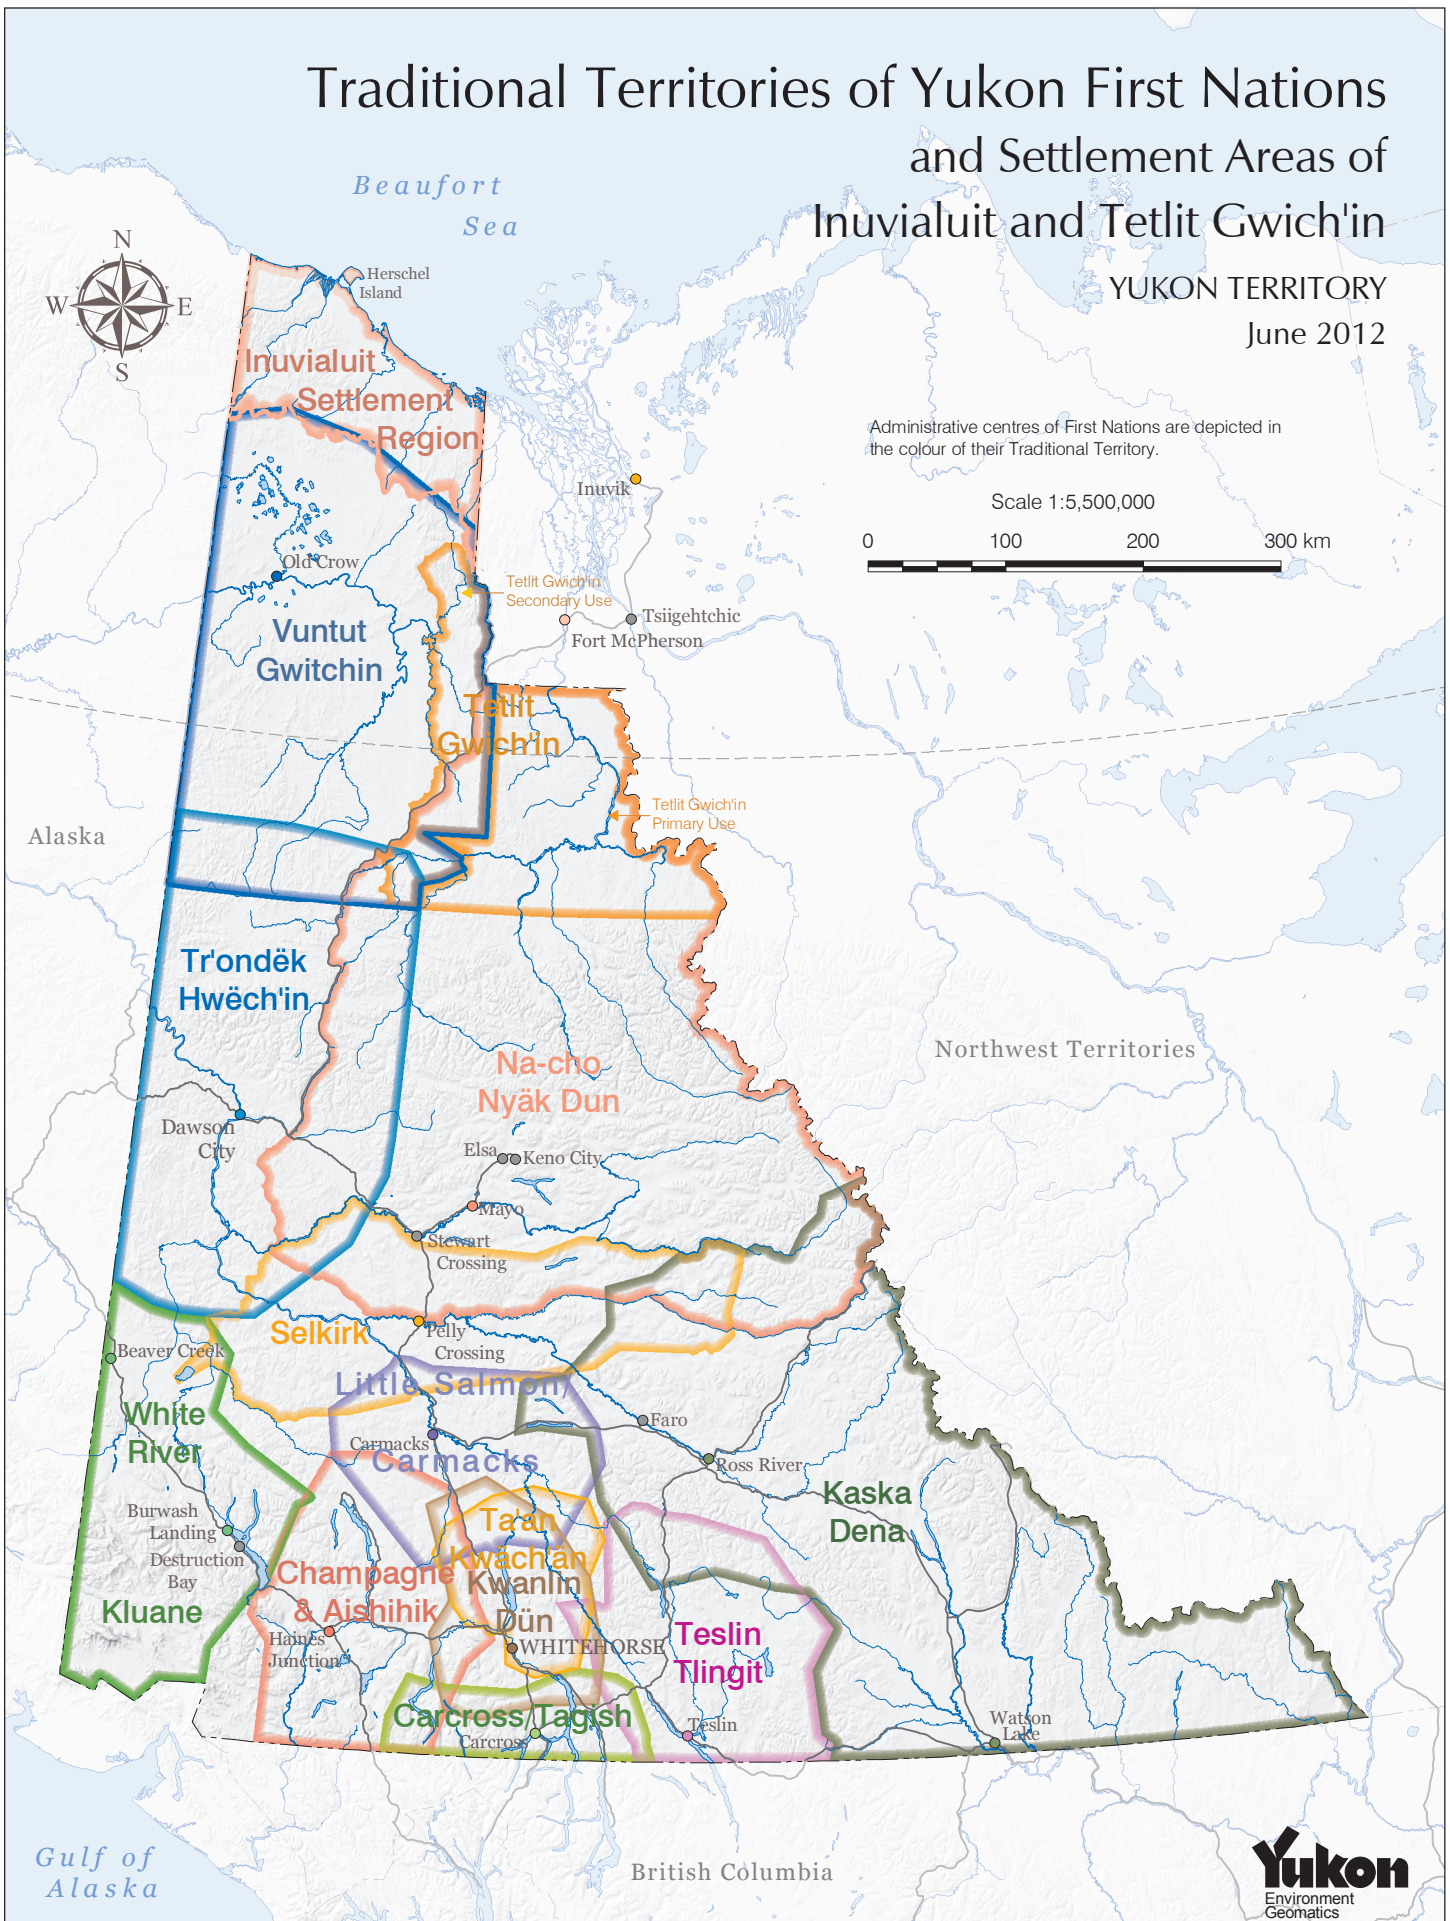 Traditional Territories of Yukon First Nations
and Settlement Areas of
Inuvialuit and Tetlit Gwich'in
YUKON TERRITORY
June 2012
Beaufort
Sea
N
W
E
S
Herschel
Island
Inuvialuit
Settlement
Region
Administrative centres of First Nations are depicted in
the colour of their Traditional Territory.
Scale 1:5,500,000
0
100
200
300 km
Inuvik
Old Crow
Tetlit Gwich'in
Secondary Use
Tsiigehtchic
Fort McPherson
Vuntut
Gwitchin
Tetlit
Gwich'in
Tetlit Gwich'in
Primary Use
Alaska
Tr'ondëk
Hwëch'in
Northwest Territories
Na-cho
Nyäk Dun
Dawson
City
Elsa
Keno City
Mayo
Stewart
Crossing
Selkirk
Pelly
Crossing
Beaver Creek
Little Salmon/
Carmacks
White
River
Faro
Carmacks
Ross River
Kaska
Dena
Burwash
Landing
Destruction
Bay
Ta'an
Kwäch'än
Kwanlin
Dün
Champagne
& Aishihik
Kluane
Haines
Junction
WHITEHORSE
Teslin
Tlingit
Carcross/Tagish
Carcross
Teslin
Watson
Lake
Gulf of
Alaska
British Columbia
Yukon
Environment
Geomatics